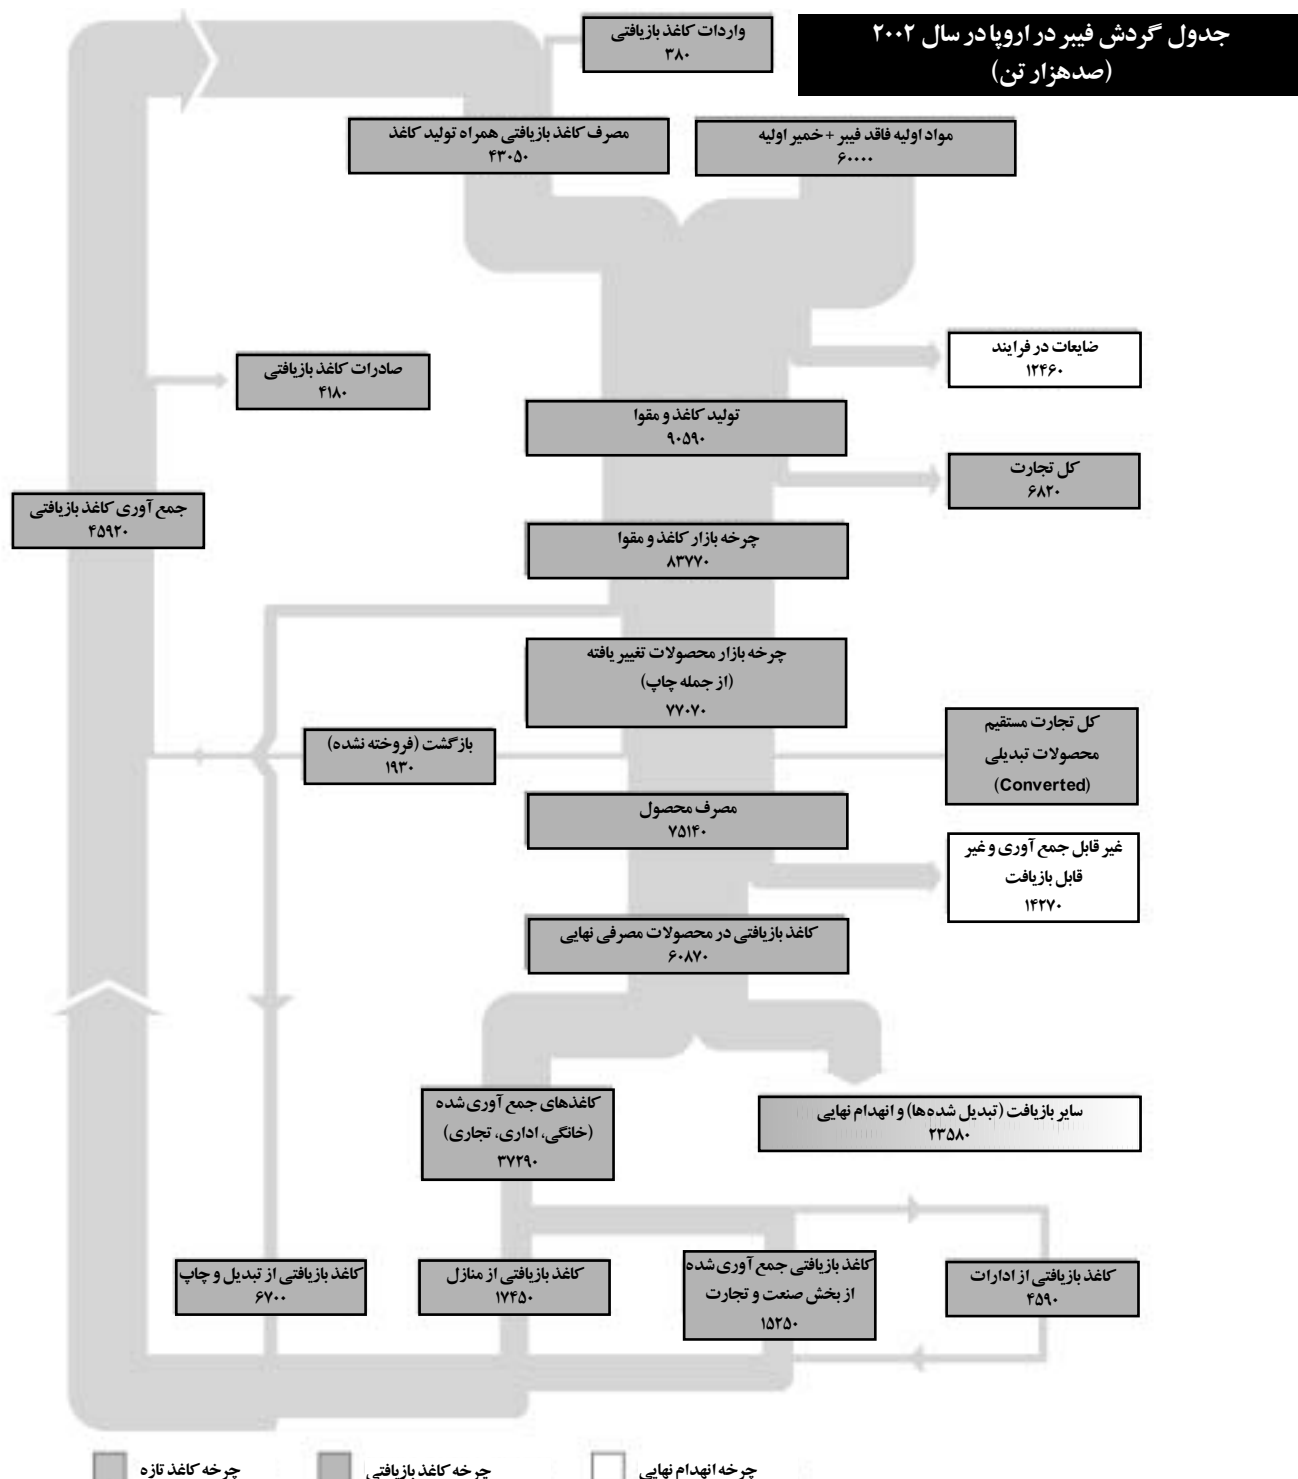 جدول گردش فیبر در اروپا در سال ۲۰۰۲
(صدهزار تن)
واردات کاغذ بازیافتی
۳۸۰
مواد اولیه فاقد فیبر + خمیر اولیه
۶۰۰۰۰
مصرف کاغذ بازیافتی همراه تولید کاغذ
۴۳۰۵۰
ضایعات در فرایند
۱۲۴۶۰
صادرات کاغذ بازیافتی
۴۱۸۰
تولید کاغذ و مقوا
۹۰۵۹۰
کل تجارت
۶۸۲۰
جمع آوری کاغذ بازیافتی
۴۵۹۲۰
چرخه بازار کاغذ و مقوا
۸۳۷۷۰
چرخه بازار محصولات تغییر یافته
(از جمله چاپ)
۷۷۰۷۰
کل تجارت مستقیم
محصولات تبدیلی
(Converted)
بازگشت (فروخته نشده)
۱۹۳۰
مصرف محصول
۷۵۱۴۰
غیر قابل جمع آوری و غیر
قابل بازیافت
۱۴۲۷۰
کاغذ بازیافتی در محصولات مصرفی نهایی
۶۰۸۷۰
سایر بازیافت (تبدیل شده‌ها) و انهدام نهایی
۲۳۵۸۰
کاغذهای جمع آوری شده
(خانگی، اداری، تجاری)
۳۷۲۹۰
کاغذ بازیافتی از ادارات
۴۵۹۰
کاغذ بازیافتی جمع آوری شده
از بخش صنعت و تجارت
۱۵۲۵۰
کاغذ بازیافتی از منازل
۱۷۴۵۰
کاغذ بازیافتی از تبدیل و چاپ
۶۷۰۰
چرخه انهدام نهایی
چرخه کاغذ بازیافتی
چرخه کاغذ تازه